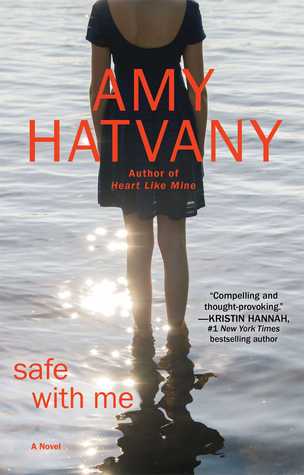 AMY
HATVANY
Author of
Heart Like Mine
“Compelling and
thought-provoking.”
—KRISTIN HANNAH,
#1 New York Times
bestselling author
safe
with me
A Novel